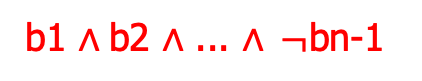 b1 ∧ b2 ∧ ... ∧ ¬bn-1